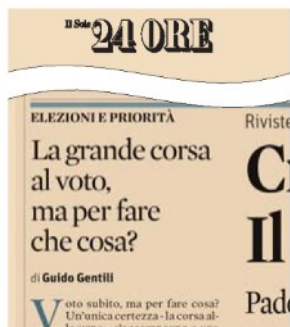 Il Sole
24 ORE
ELEZIONI E PRIORITÀ
La grande corsa
al voto,
ma per fare
che cosa?
di Guido Gentili
Voto subito, ma per fare cosa?
Un'unica certezza - la corsa al-
Riviste
Il